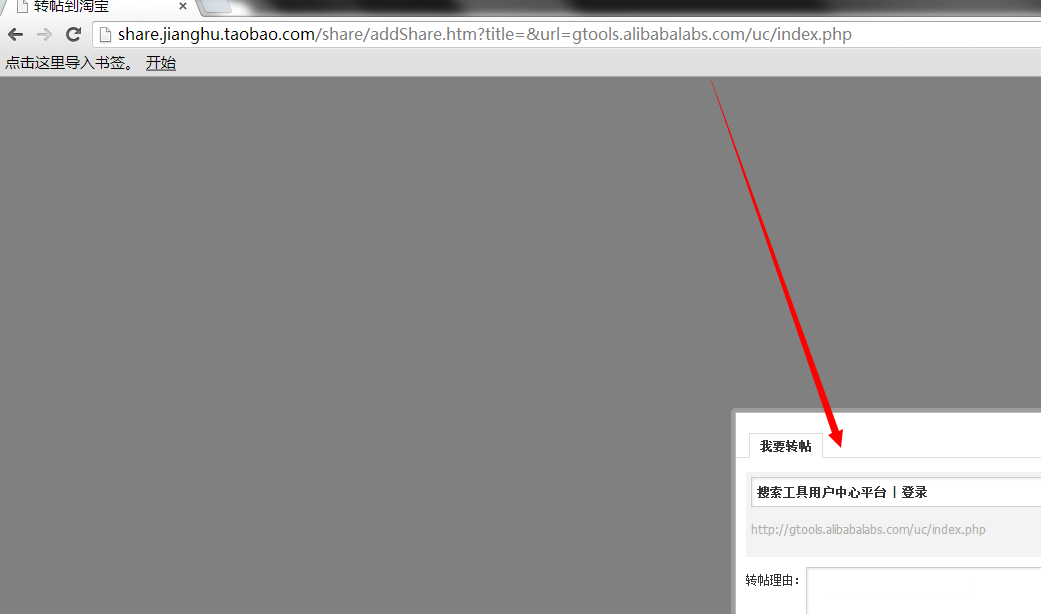 转帖到淘宝
share.jianghu.taobao.com/share/addShare.htm?title=&url=gtools.alibabalabs.com/uc/index.php
点击这里导入书签。 开始
我要转帖
搜索工具用户中心平台 | 登录
http://gtools.alibabalabs.com/uc/index.php
转帖理由：